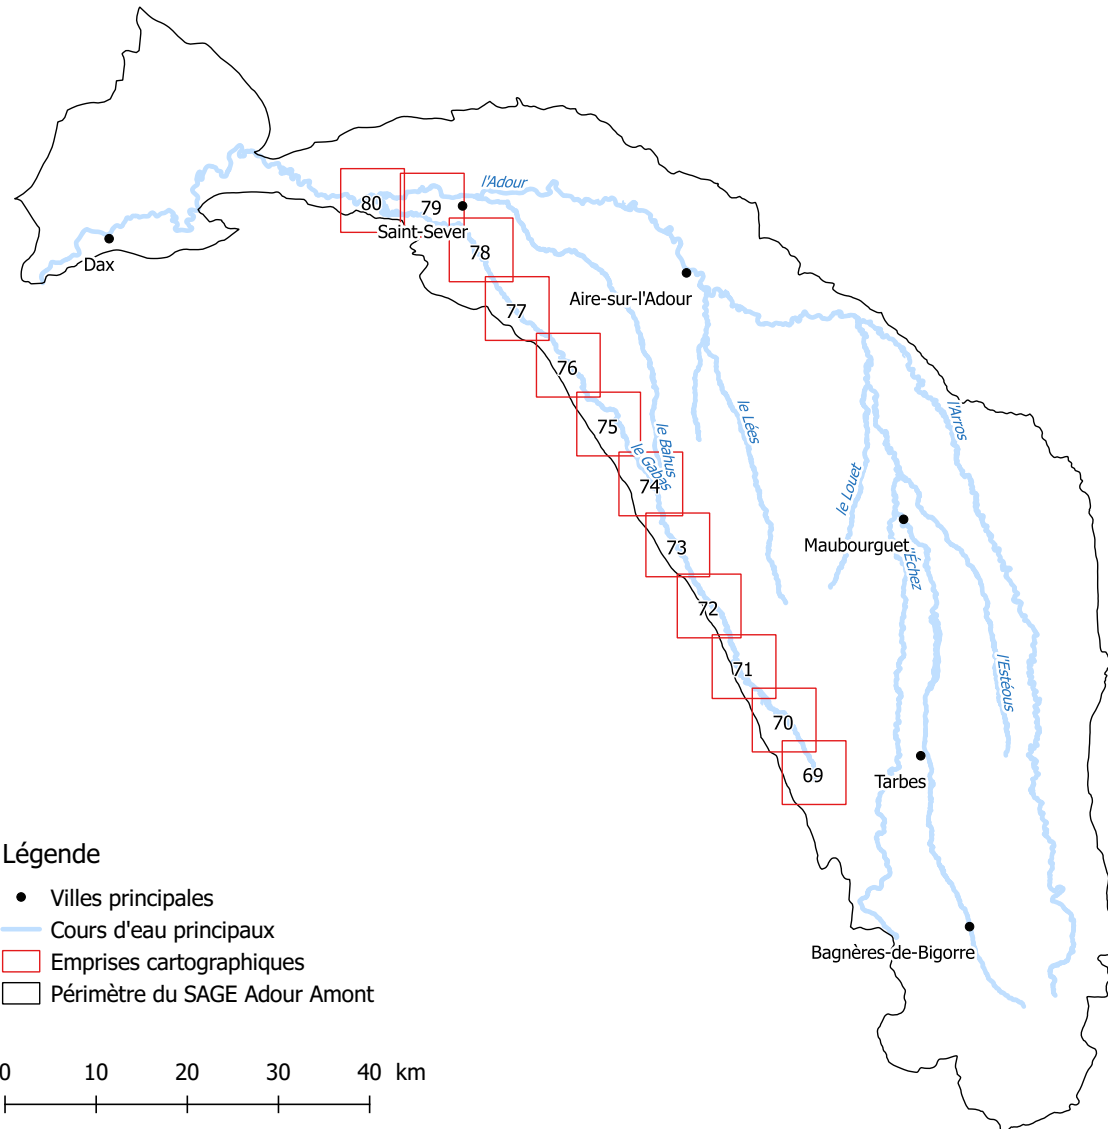 l'Adour
80
79
Saint-Sever
78
Dax
Aire-sur-l'Adour
77
76
75
le Lées
l'Arros
le Bahus
le Gabas
74
le Louet
73
Maubourguet
l'Échez
72
71
l'Estéous
70
69
Tarbes
Légende
Villes principales
Cours d'eau principaux
Emprises cartographiques
Périmètre du SAGE Adour Amont
Bagnères-de-Bigorre
0 10 20 30 40 km